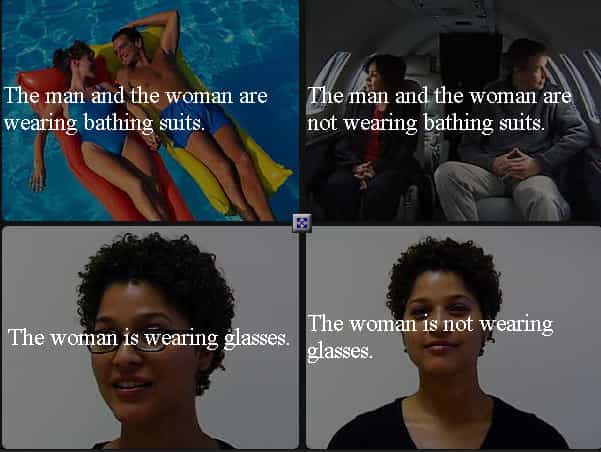 The man and the woman are
wearing bathing suits.
The man and the woman are
not wearing bathing suits.
The woman is wearing glasses.
The woman is not wearing
glasses.